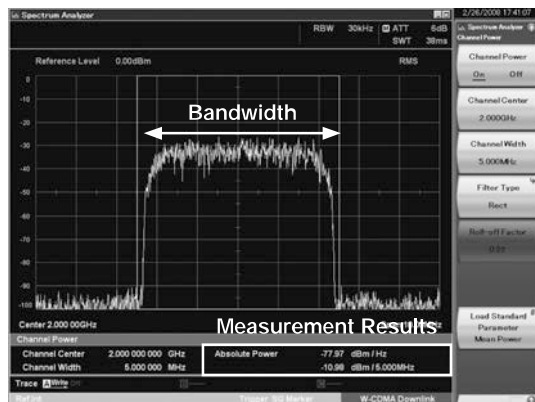 Spectrum Analyzer
2/26/2008 17:41:07
RBW 30kHz ATT 6dB
SWT 38ms
Spectrum Analyzer
Channel Power
Reference Level 0.00dBm
RMS
Channel Power
On Off
Channel Center
2.000GHz
Channel Width
5.000MHz
Filter Type
Rect
Roll-off Factor
0.22
Load Standard
Parameter
Mean Power
0
-10
-20
-30
-40
-50
-60
-70
-80
-90
-100
Bandwidth
Center 2.000 00GHz
Measurement Results
Channel Power
Channel Center 2.000 000 000 GHz
Channel Width 5.000 000 MHz
Absolute Power -77.97 dBm / Hz
-10.98 dBm / 5.000MHz
Trace A Write
Ref.Int
Trigger SG Marker
W-CDMA Downlink